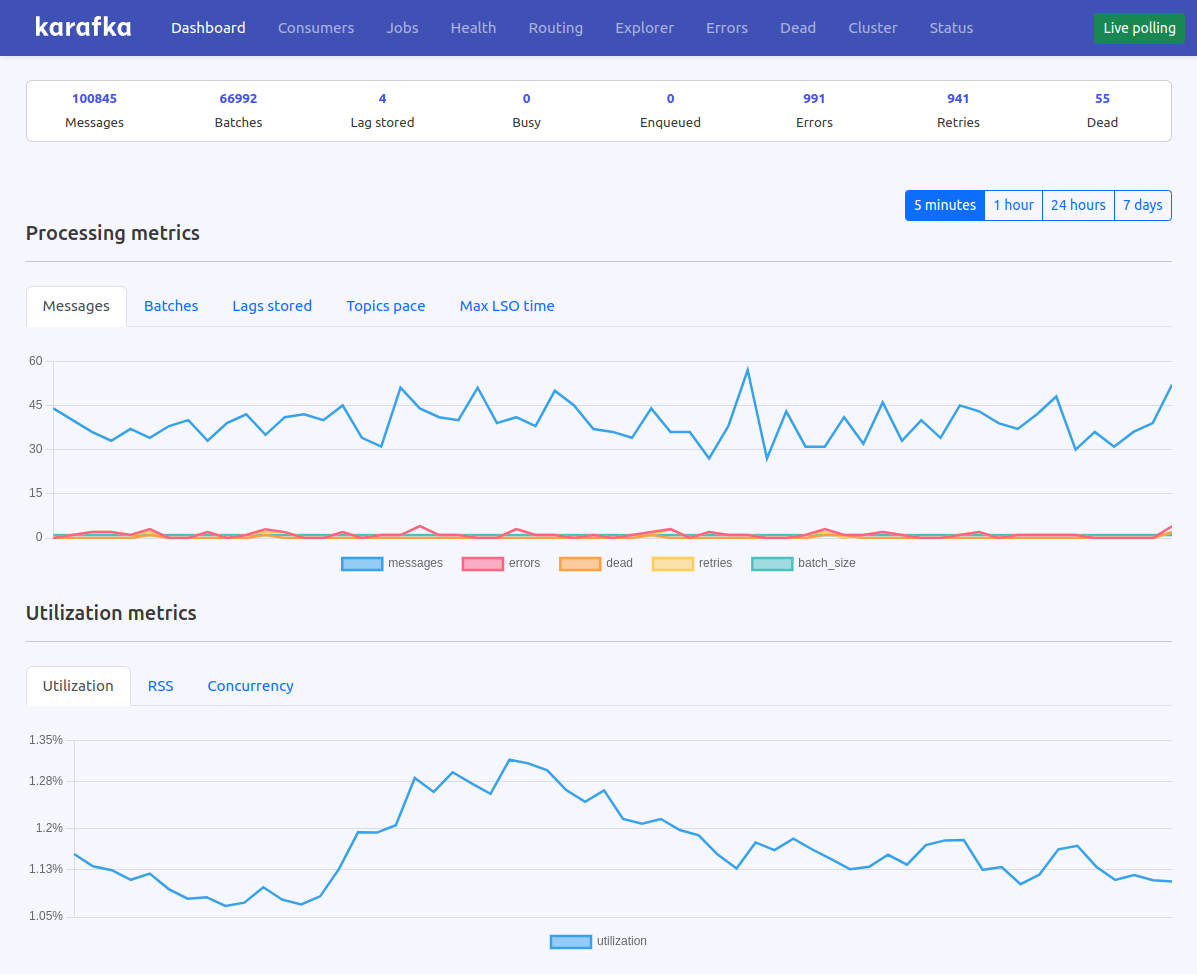 karafka Dashboard Consumers Jobs Health Routing Explorer Errors Dead Cluster Status Live polling
100845 66992 4 0 0 991 941 55
Messages Batches Lag stored Busy Enqueued Errors Retries Dead
5 minutes 1 hour 24 hours 7 days
Processing metrics
Messages Batches Lags stored Topics pace Max LSO time
60
45
30
15
0
messages errors dead retries batch_size
Utilization metrics
Utilization RSS Concurrency
1.35%
1.28%
1.2%
1.13%
1.05%
utilization